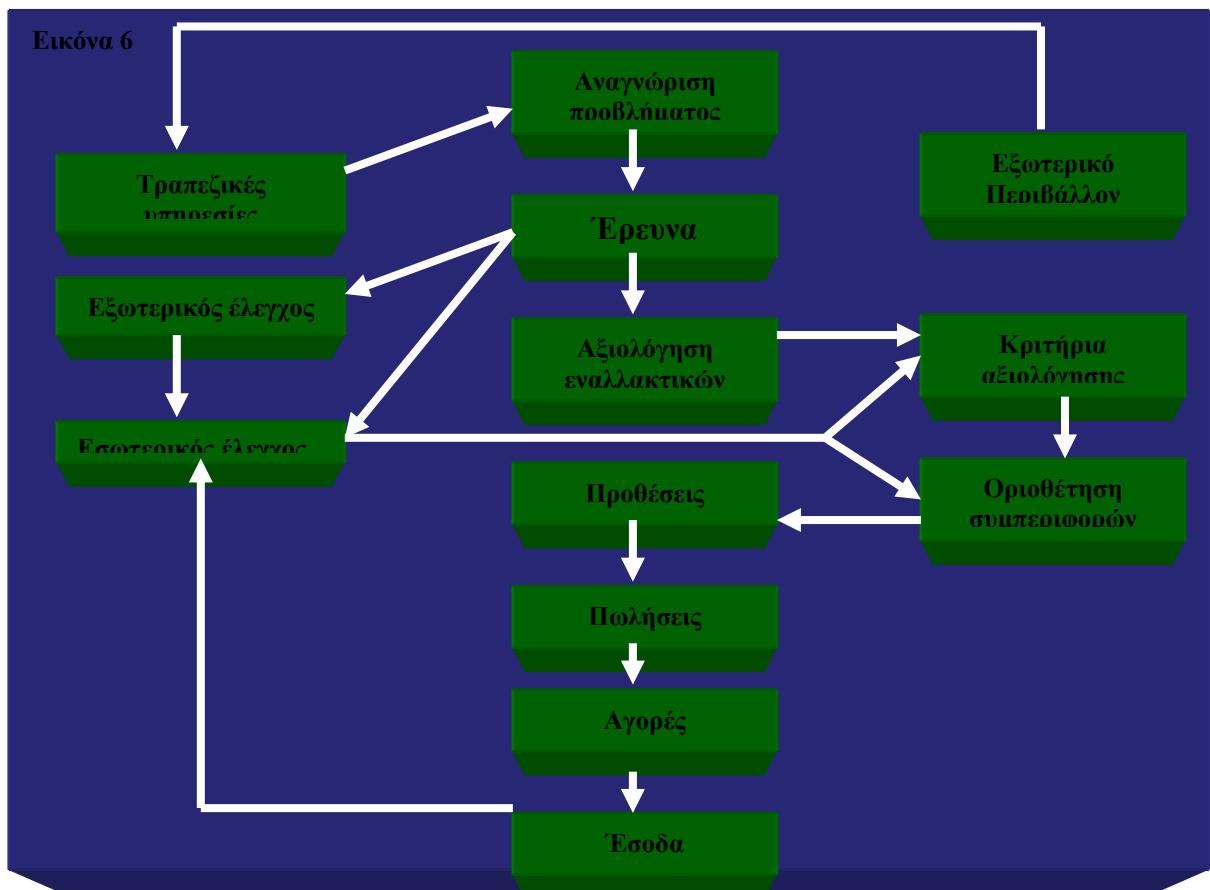 Εικόνα 6
Αναγνώριση
προβλήματος
Εξωτερικό
Περιβάλλον
Τραπεζικές
υπηρεσίες
Έρευνα
Εξωτερικός έλεγχος
Αξιολόγηση
εναλλακτικών
Κριτήρια
αξιολόγησης
Εσωτερικός έλεγχος
Προθέσεις
Οριοθέτηση
συμπεριφορών
Πωλήσεις
Αγορές
Έσοδα